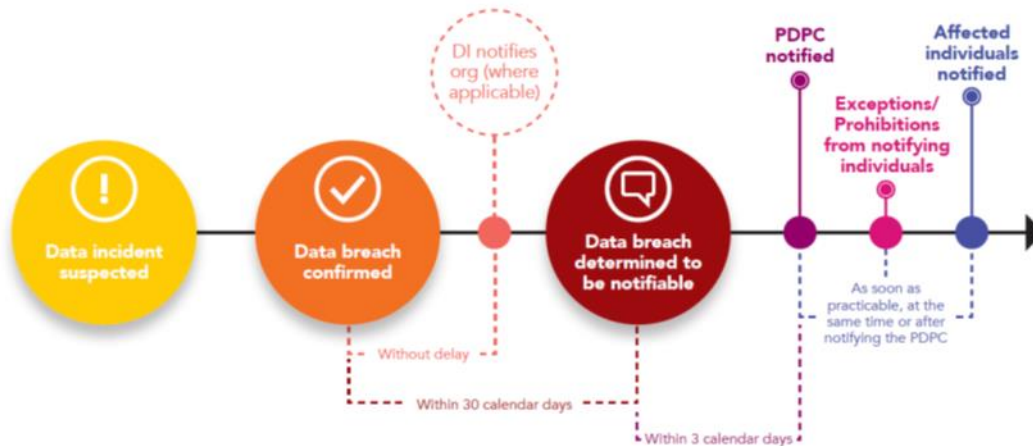 DI notifies
org (where
applicable)
PDPC
notified
Affected
individuals
notified
Exceptions/
Prohibitions
from notifying
individuals
Data incident
suspected
Data breach
confirmed
Data breach
determined to
be notifiable
As soon as
practicable, at the
same time or after
notifying the PDPC
Without delay
Within 30 calendar days
Within 3 calendar days